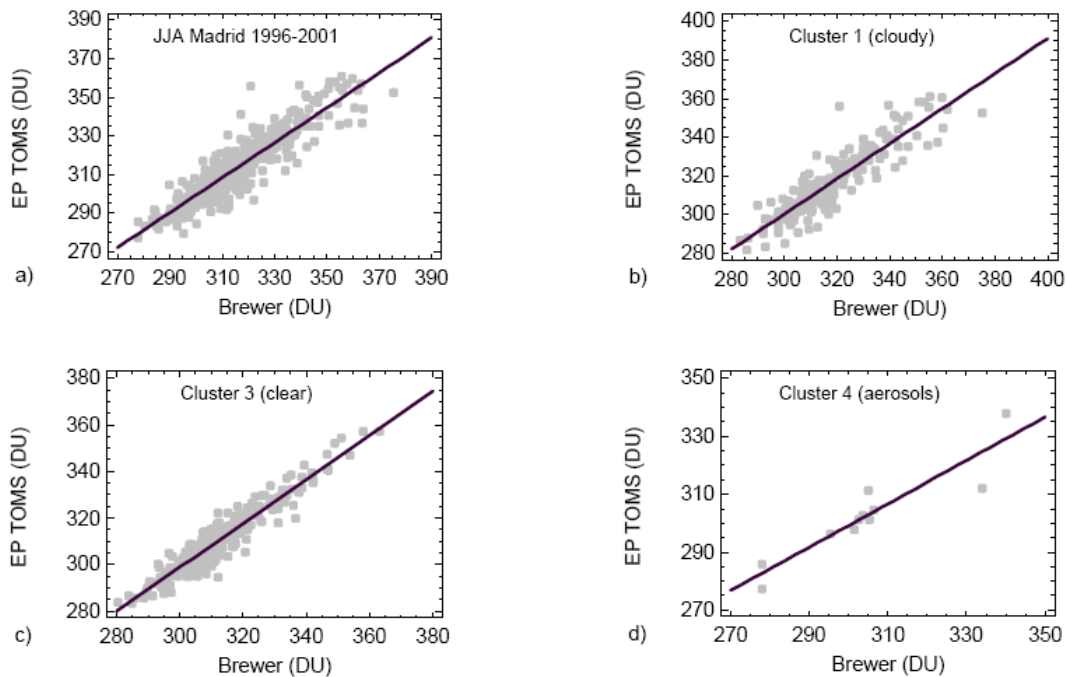 JJA Madrid 1996-2001
390
370
350
330
310
290
270
EP TOMS (DU)
270 290 310 330 350 370 390
Brewer (DU)
a)
Cluster 1 (cloudy)
400
380
360
340
320
300
280
EP TOMS (DU)
280 300 320 340 360 380 400
Brewer (DU)
b)
Cluster 3 (clear)
380
360
340
320
300
280
EP TOMS (DU)
280 300 320 340 360 380
Brewer (DU)
c)
Cluster 4 (aerosols)
350
330
310
290
270
EP TOMS (DU)
270 290 310 330 350
Brewer (DU)
d)